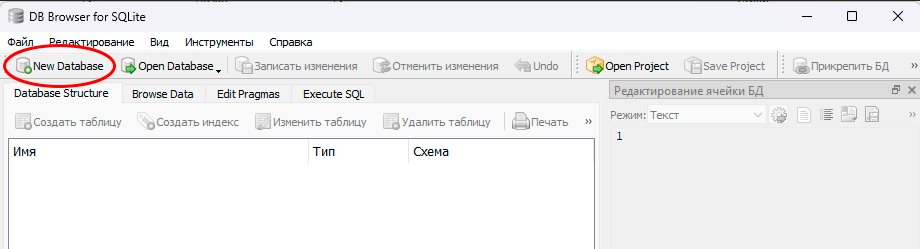 DB Browser for SQLite
Файл Редактирование Вид Инструменты Справка
New Database Open Database Записать изменения Отменить изменения Undo Open Project Save Project Прикрепить БД »
Database Structure Browse Data Edit Pragmas Execute SQL
Редактирование ячейки БД
Создать таблицу Создать индекс Изменить таблицу Удалить таблицу Печать »
Режим: Текст »
Имя Тип Схема
1